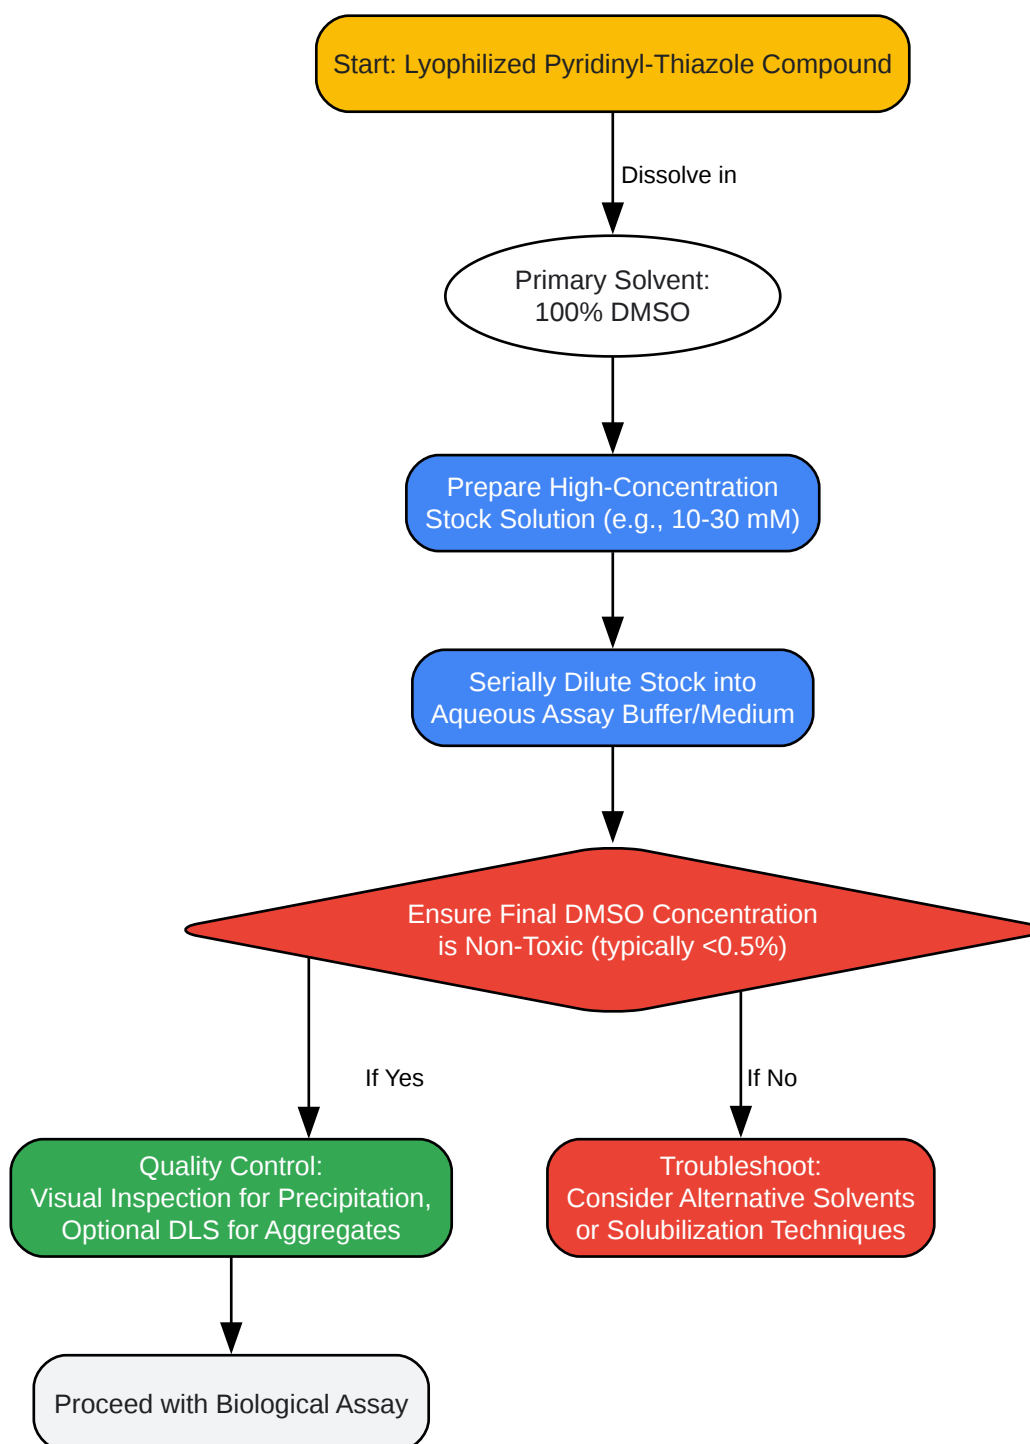 Start: Lyophilized Pyridinyl-Thiazole Compound
Dissolve in
Primary Solvent:
100% DMSO
Prepare High-Concentration
Stock Solution (e.g., 10-30 mM)
Serially Dilute Stock into
Aqueous Assay Buffer/Medium
Ensure Final DMSO Concentration
is Non-Toxic (typically <0.5%)
If Yes
If No
Quality Control:
Visual Inspection for Precipitation,
Optional DLS for Aggregates
Troubleshoot:
Consider Alternative Solvents
or Solubilization Techniques
Proceed with Biological Assay